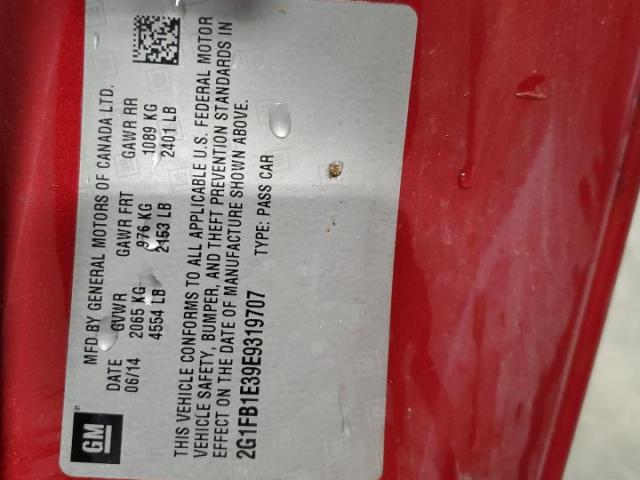 MFD BY GENERAL MOTORS OF CANADA LTD.
DATE GVWR GAWR FRT GAWR RR
06/14 2065 KG 976 KG 1089 KG
4554 LB 2153 LB 2401 LB
THIS VEHICLE CONFORMS TO ALL APPLICABLE U.S. FEDERAL MOTOR
VEHICLE SAFETY, BUMPER, AND THEFT PREVENTION STANDARDS IN
EFFECT ON THE DATE OF MANUFACTURE SHOWN ABOVE.
2G1FB1E39E9319707 TYPE: PASS CAR
GM